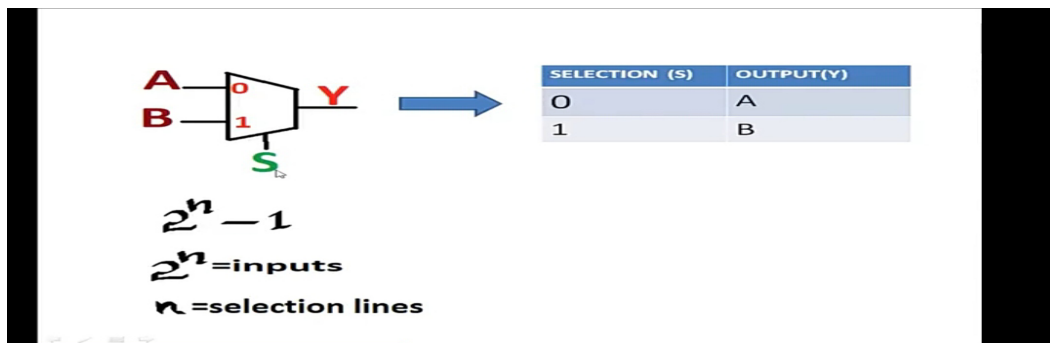 A
0
B
1
Y
S
SELECTION (S) OUTPUT(Y)
0 A
1 B
2ⁿ – 1
2ⁿ =inputs
n =selection lines